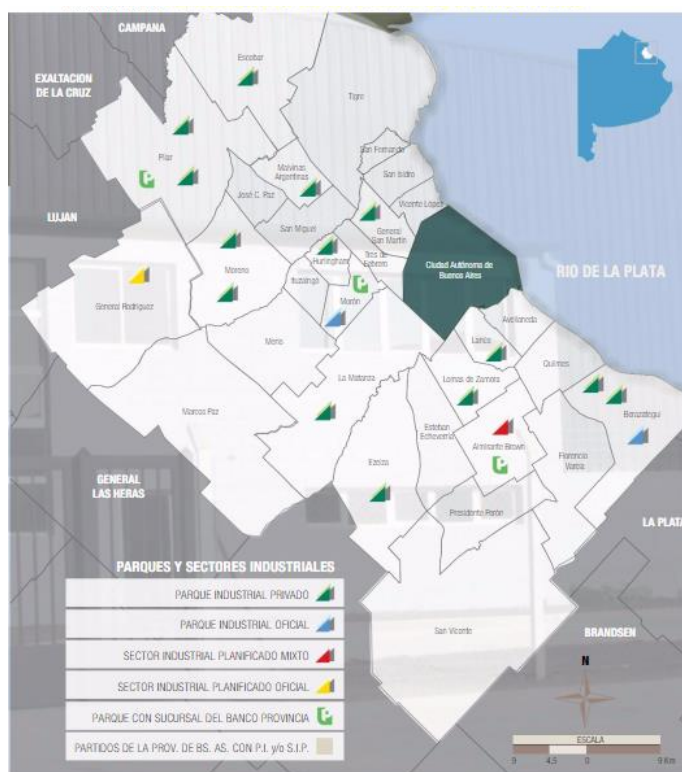 CAMPANA
Escobar
EXALTACION
DE LA CRUZ
Tigre
Pilar
San Fernando
San Isidro
Malvinas
Argentinas
José C. Paz
Vicente López
LUJAN
San Miguel
General
San Martín
Hurlingham
Tres de
Febrero
Ciudad Autónoma de
Buenos Aires
RIO DE LA PLATA
Moreno
Ituzaingó
Morón
General Rodríguez
Avellaneda
Lanús
Merlo
Quilmes
La Matanza
Lomas de Zamora
Marcos Paz
Berazategui
Esteban
Echeverría
Almirante Brown
Ezeiza
Florencio
Varela
GENERAL
LAS HERAS
Presidente Perón
LA PLATA
PARQUES Y SECTORES INDUSTRIALES
PARQUE INDUSTRIAL PRIVADO
PARQUE INDUSTRIAL OFICIAL
SECTOR INDUSTRIAL PLANIFICADO MIXTO
SECTOR INDUSTRIAL PLANIFICADO OFICIAL
PARQUE CON SUCURSAL DEL BANCO PROVINCIA
PARTIDOS DE LA PROV. DE BS. AS. CON P.I. y/o S.I.P.
San Vicente
BRANDSEN
N
ESCALA
9 4,5 0 9 Km